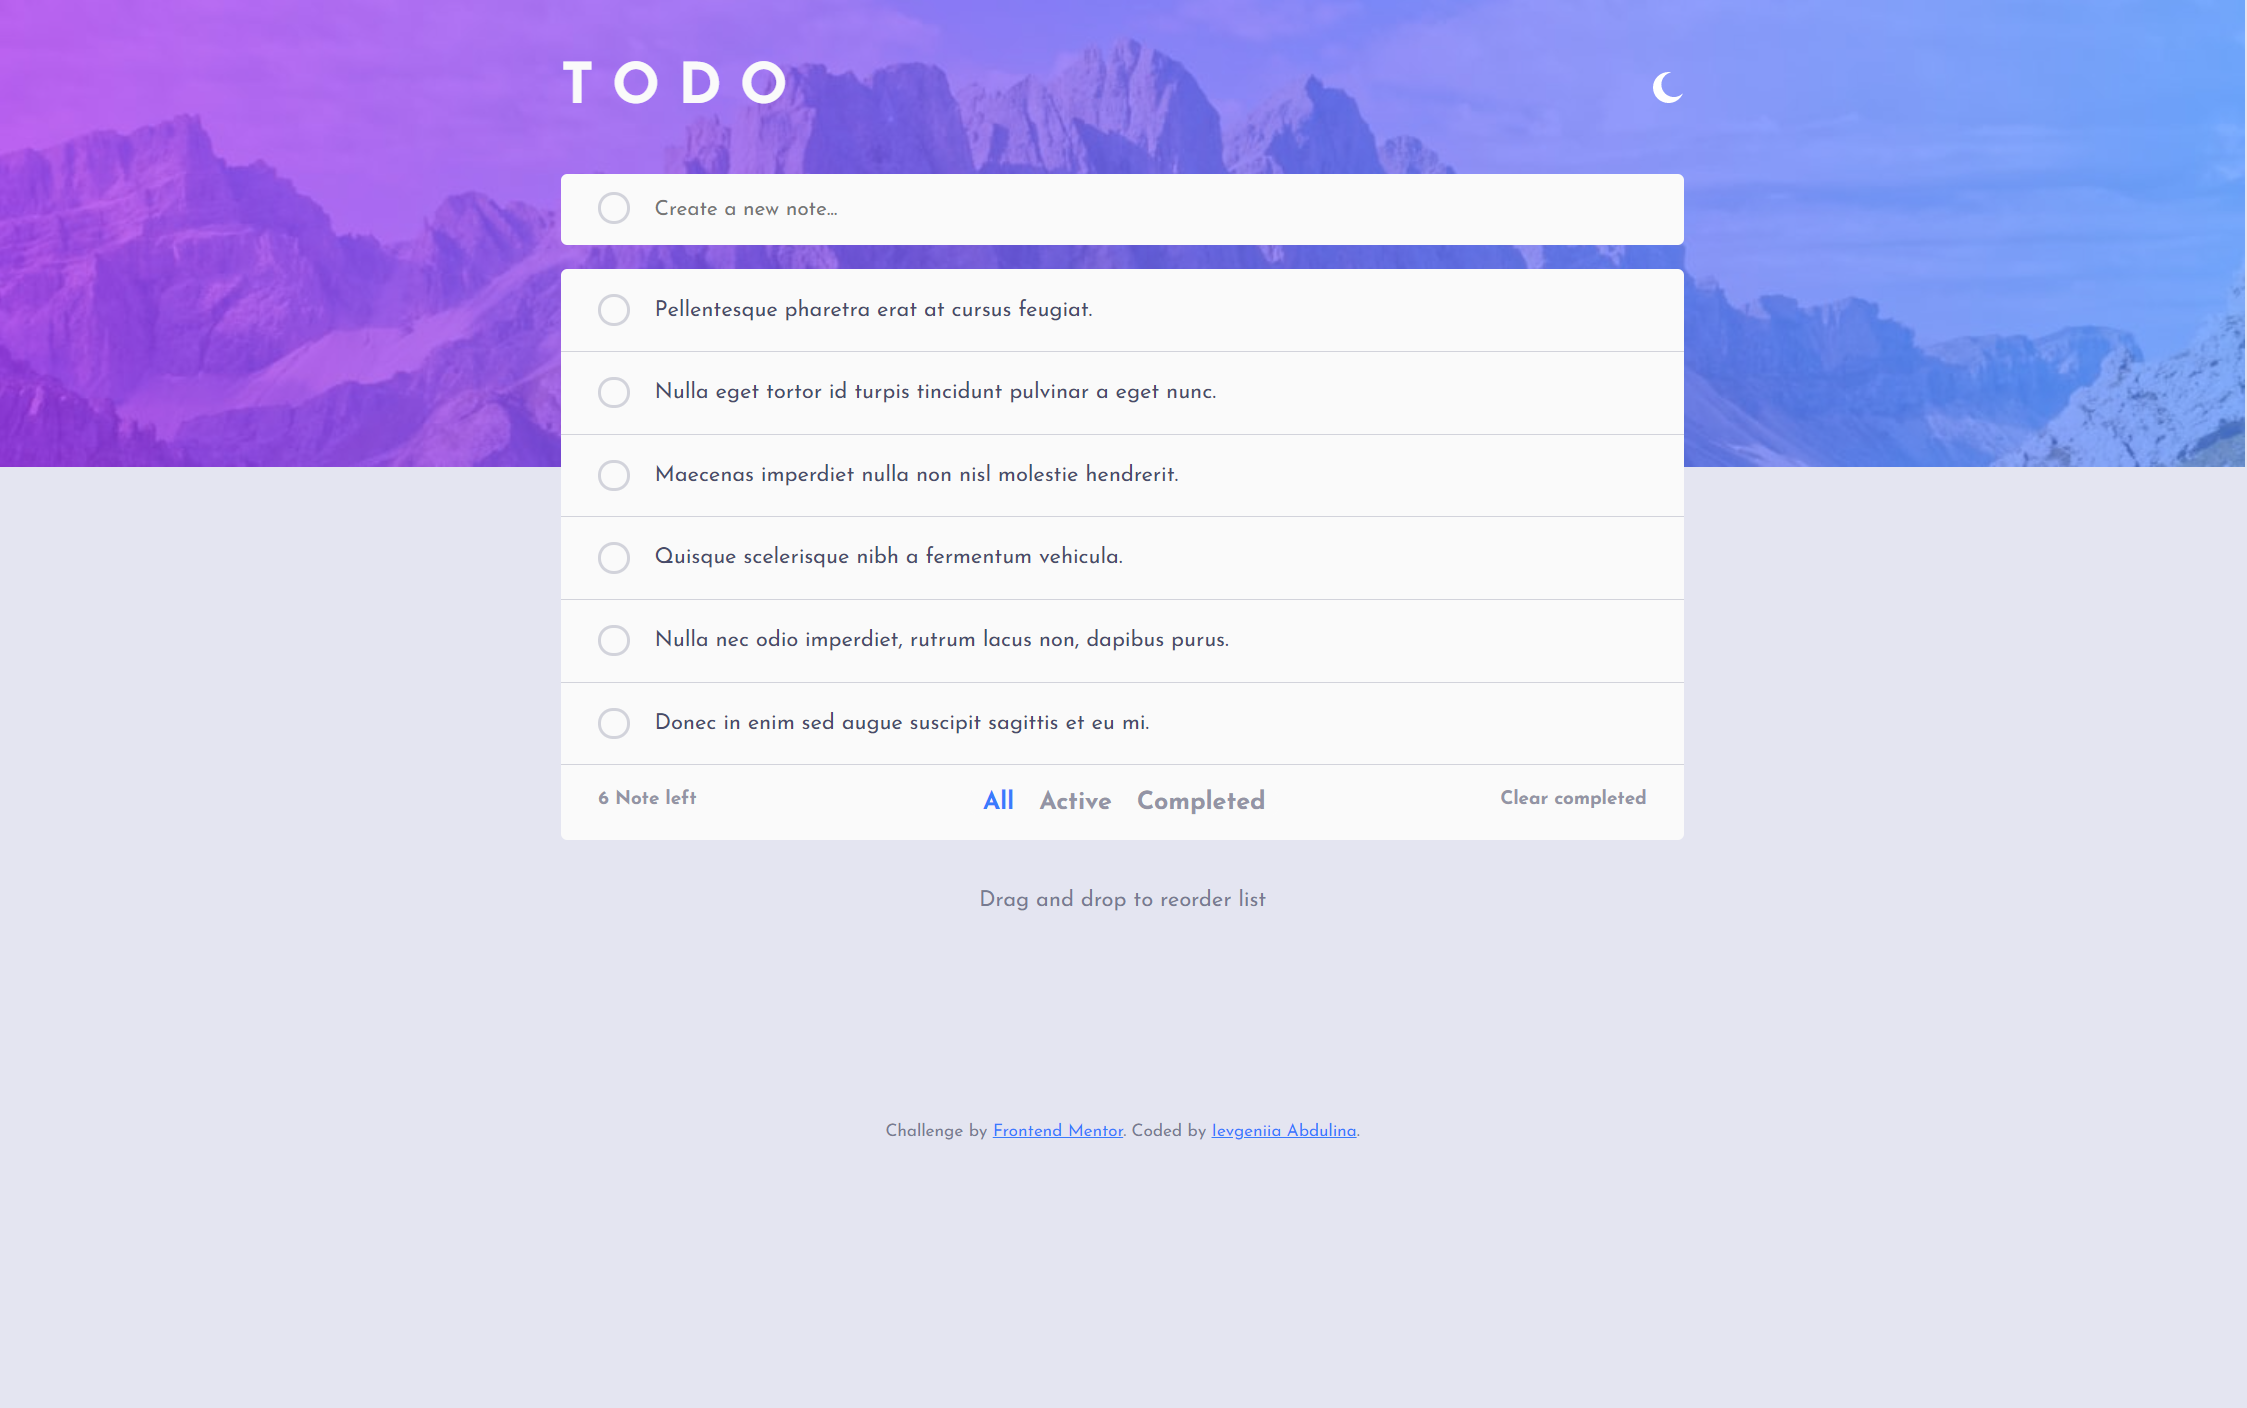 TODO
Create a new note...
Pellentesque pharetra erat at cursus feugiat.
Nulla eget tortor id turpis tincidunt pulvinar a eget nunc.
Maecenas imperdiet nulla non nisl molestie hendrerit.
Quisque scelerisque nibh a fermentum vehicula.
Nulla nec odio imperdiet, rutrum lacus non, dapibus purus.
Donec in enim sed augue suscipit sagittis et eu mi.
6 Note left All Active Completed Clear completed
Drag and drop to reorder list
Challenge by Frontend Mentor. Coded by Ievgeniia Abdulina.